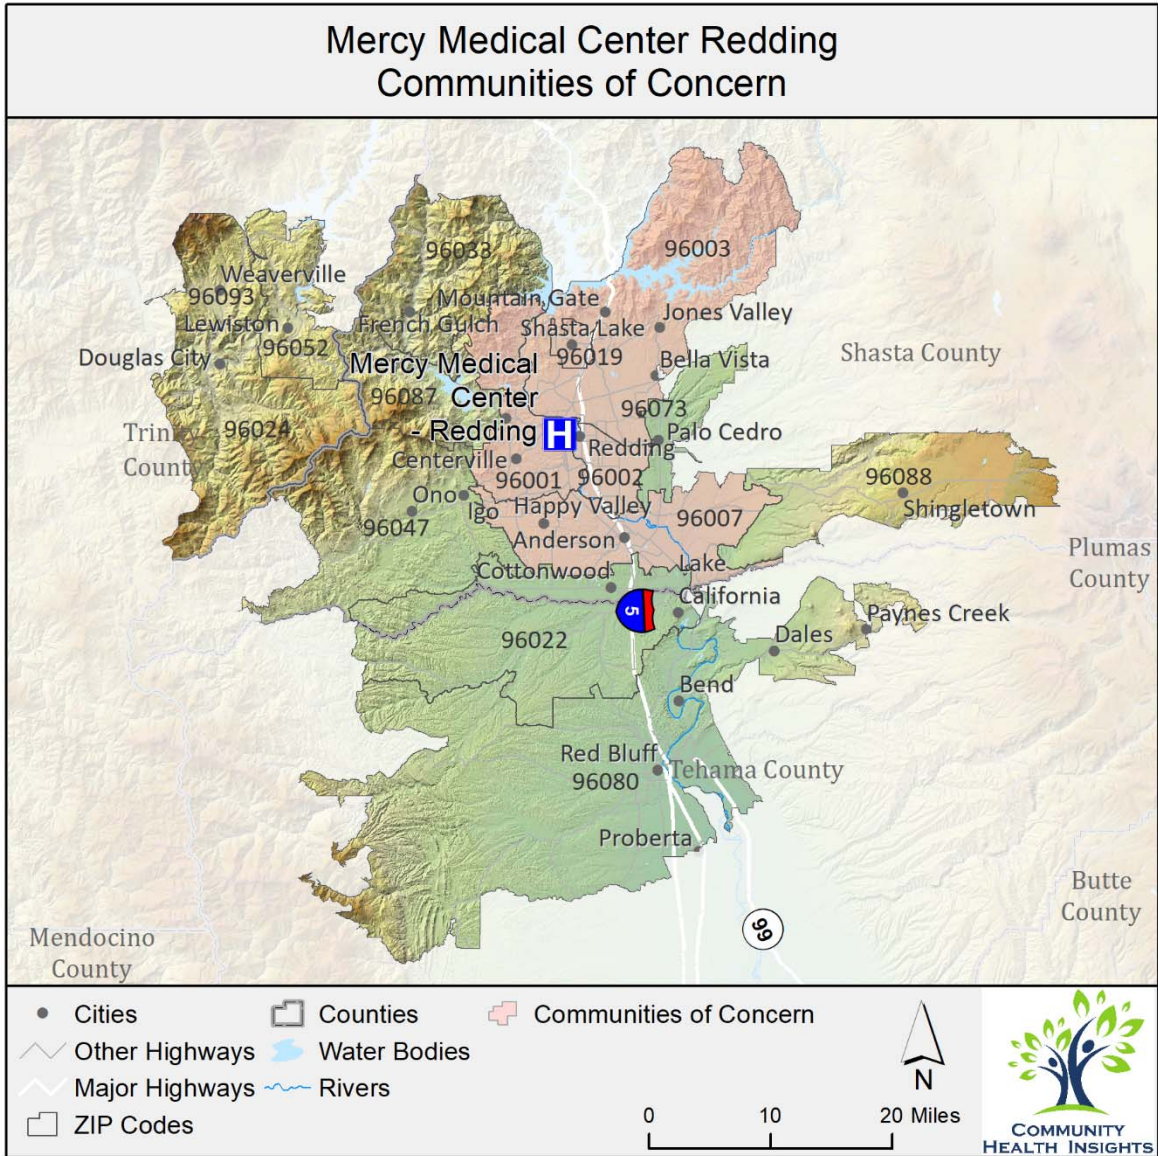 Mercy Medical Center Redding
Communities of Concern
96033
96003
Weaverville
96093
Mountain Gate
Lewiston
French Gulch
Shasta Lake
Jones Valley
96052
96019
Douglas City
Bella Vista
Shasta County
Mercy Medical
Center
- Redding
H
96087
96073
Trinity
County
96024
Redding
Palo Cedro
Centerville
96001
96002
96088
Ono
Igo
Happy Valley
96007
Shingletown
96047
Anderson
Plumas
County
Cottonwood
Lake
California
5
Paynes Creek
96022
Dales
Bend
Red Bluff
96080
Tehama County
Proberta
Butte
County
99
Mendocino
County
Cities
Counties
Communities of Concern
Other Highways
Water Bodies
Major Highways
Rivers
ZIP Codes
N
0 10 20 Miles
COMMUNITY
HEALTH INSIGHTS